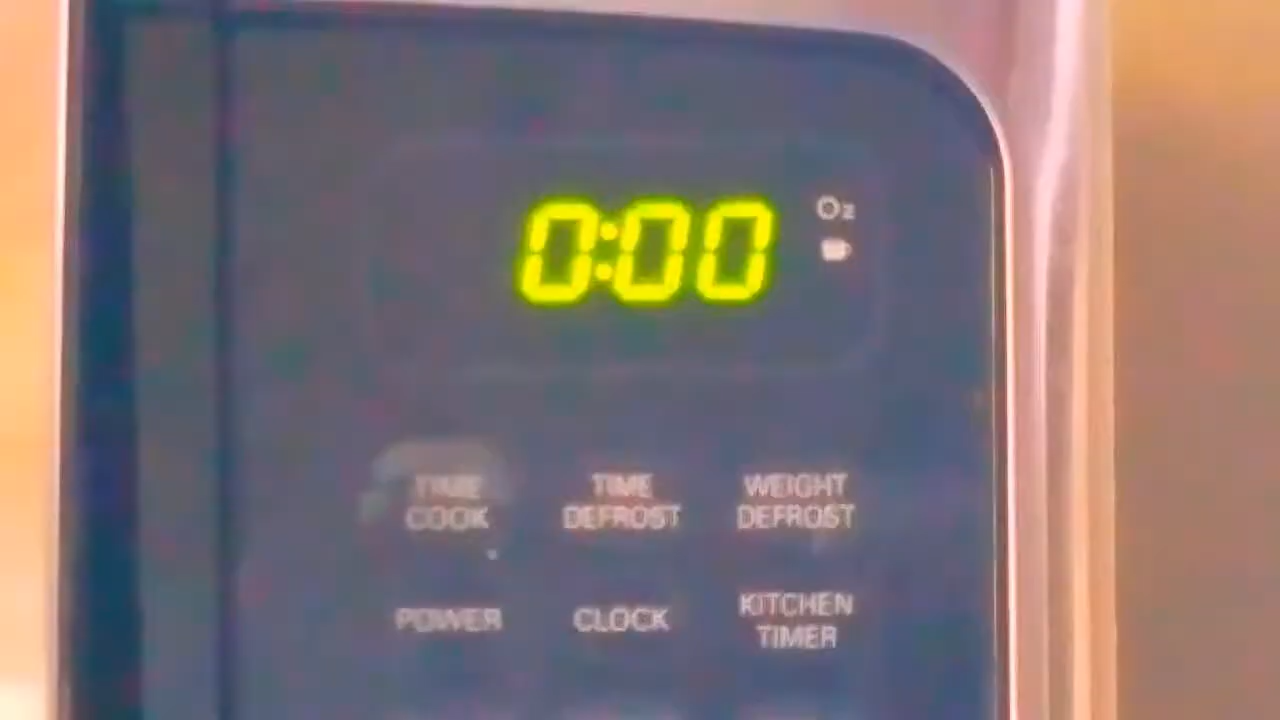 0:00
Oz
TIME
COOK
TIME
DEFROST
WEIGHT
DEFROST
POWER
CLOCK
KITCHEN
TIMER